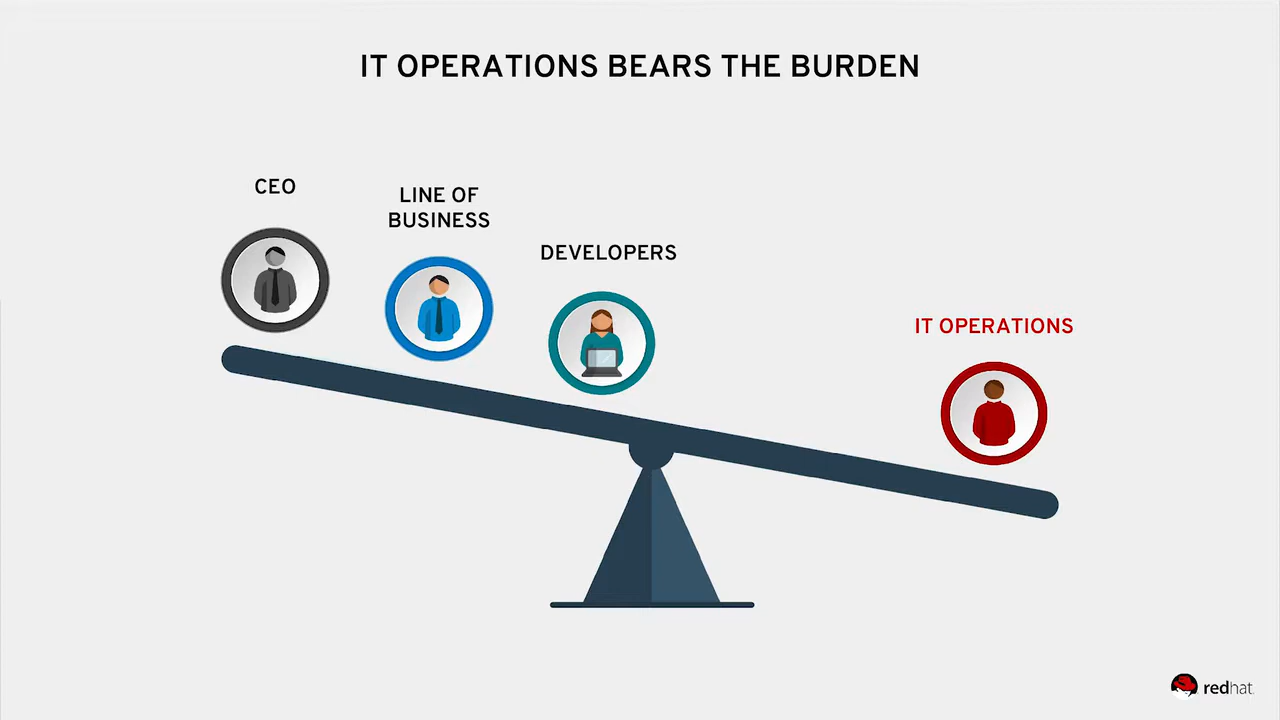 IT OPERATIONS BEARS THE BURDEN
CEO
LINE OF
BUSINESS
DEVELOPERS
IT OPERATIONS
redhat.